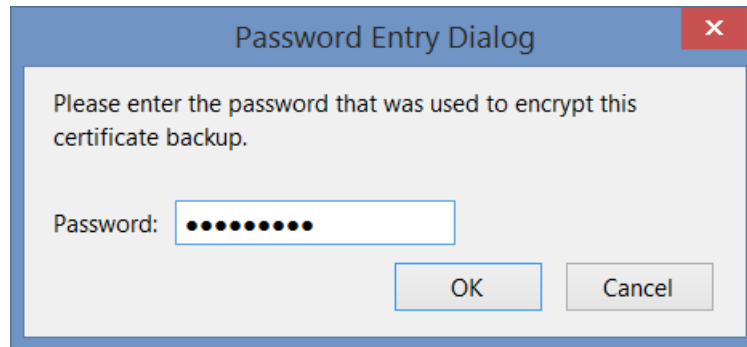 Password Entry Dialog
Please enter the password that was used to encrypt this
certificate backup.
Password: •••••••••
OK Cancel